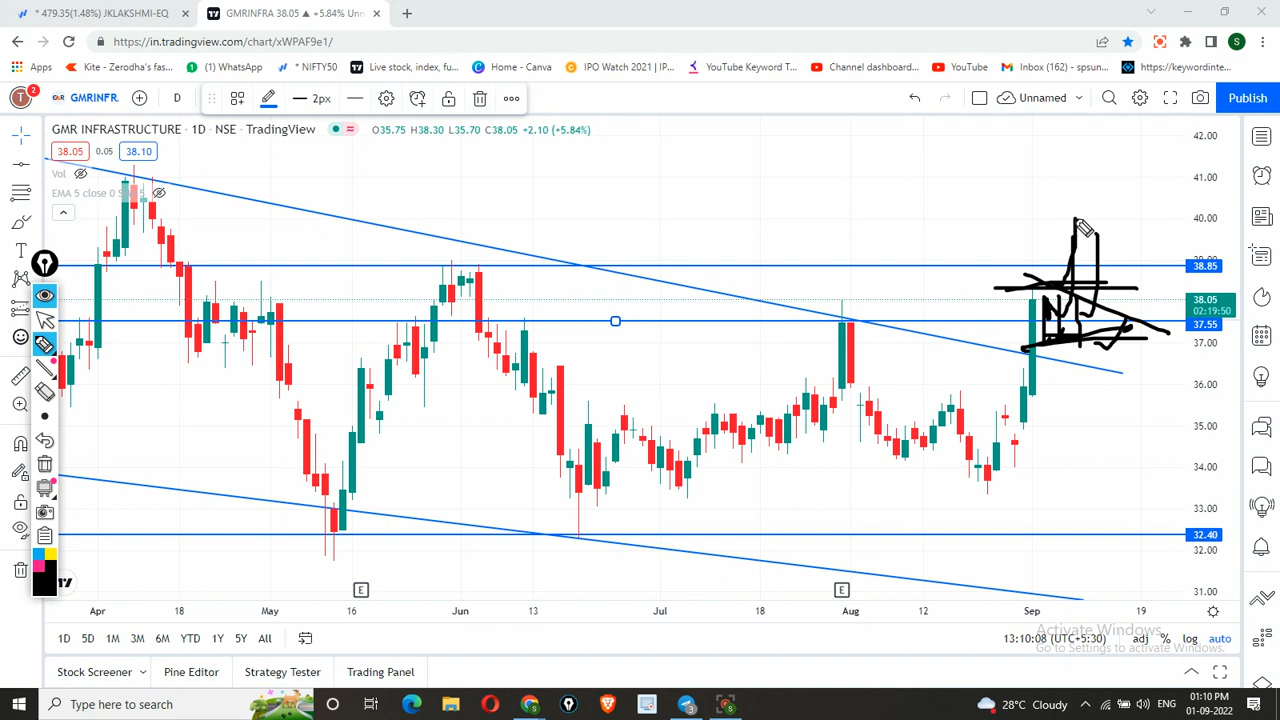 * 479.35(1.48%) JKLAKSHMI-EQ
GMRINFRA 38.05 ▲ +5.84% Unnam
https://in.tradingview.com/chart/xWPAF9e1/
S
Apps
Kite - Zerodha's fas...
(1) WhatsApp
* NIFTY50
Live stock, index, fu...
Home - Canva
IPO Watch 2021 | IP...
YouTube Keyword T...
Channel dashboard...
YouTube
Inbox (162) - spsun...
https://keywordinte...
T
2
GMRINFR.
D
2px
Unnamed
Publish
GMR INFRASTRUCTURE · 1D · NSE · TradingView
O35.75 H38.30 L35.70 C38.05 +2.10 (+5.84%)
38.05
0.05
38.10
Vol
EMA 5 close 0 SMA 5
42.00
41.00
40.00
38.85
38.05
02:19:50
37.55
37.00
36.00
35.00
34.00
33.00
32.40
32.00
31.00
E
E
Apr
18
May
16
Jun
13
Jul
18
Aug
12
Sep
19
Activate Windows
Go to Settings to activate Windows.
1D
5D
1M
3M
6M
YTD
1Y
5Y
All
13:10:08 (UTC+5:30)
adj
%
log
auto
Stock Screener
Pine Editor
Strategy Tester
Trading Panel
Type here to search
28°C Cloudy
ENG
01:10 PM
01-09-2022